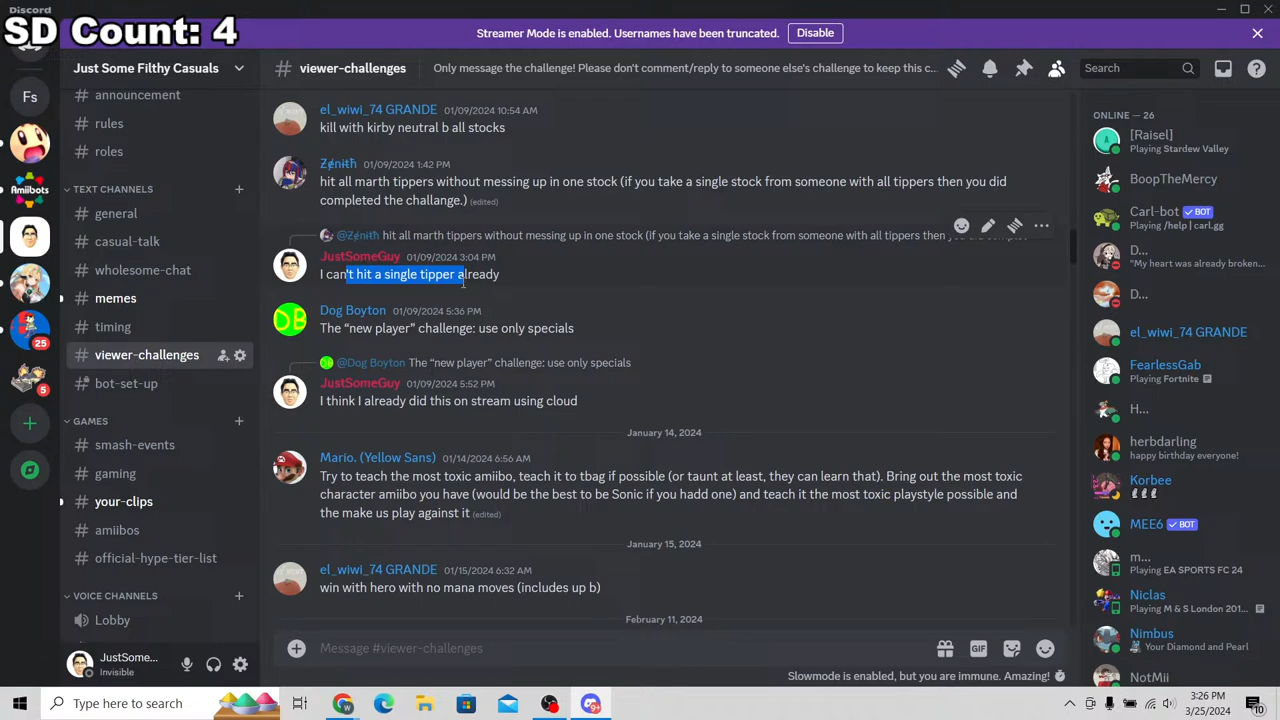 Discord
SD Count: 4
Streamer Mode is enabled. Usernames have been truncated.
Disable
Just Some Filthy Casuals
viewer-challenges
Only message the challenge! Please don't comment/reply to someone else's challenge to keep this c...
Search
Fs
25
5
announcement
rules
roles
TEXT CHANNELS
general
casual-talk
wholesome-chat
memes
timing
viewer-challenges
bot-set-up
GAMES
smash-events
gaming
your-clips
amiibos
official-hype-tier-list
VOICE CHANNELS
Lobby
JustSome...
Invisible
el_wiwi_74 GRANDE 01/09/2024 10:54 AM
kill with kirby neutral b all stocks
Ƶɇnɨŧħ 01/09/2024 1:42 PM
hit all marth tippers without messing up in one stock (if you take a single stock from someone with all tippers then you did
completed the challange.) (edited)
@Ƶɇnɨŧħ hit all marth tippers without messing up in one stock (if you take a single stock from someone with all tippers then you did comple...
JustSomeGuy 01/09/2024 3:04 PM
I can't hit a single tipper already
Dog Boyton 01/09/2024 5:36 PM
DB
The “new player” challenge: use only specials
@Dog Boyton The “new player” challenge: use only specials
JustSomeGuy 01/09/2024 5:52 PM
I think I already did this on stream using cloud
January 14, 2024
Mario. (Yellow Sans) 01/14/2024 6:56 AM
Try to teach the most toxic amiibo, teach it to tbag if possible (or taunt at least, they can learn that). Bring out the most toxic
character amiibo you have (would be the best to be Sonic if you hadd one) and teach it the most toxic playstyle possible and
the make us play against it (edited)
January 15, 2024
el_wiwi_74 GRANDE 01/15/2024 6:32 AM
win with hero with no mana moves (includes up b)
February 11, 2024
Message #viewer-challenges
GIF
Slowmode is enabled, but you are immune. Amazing!
ONLINE — 26
[Raisel]
Playing Stardew Valley
BoopTheMercy
Carl-bot ✓ BOT
/help | carl.gg
D...
"My heart was already broken...
D...
el_wiwi_74 GRANDE
FearlessGab
Playing Fortnite
H...
herbdarling
happy birthday everyone!
Korbee
MEE6 ✓ BOT
m...
Playing EA SPORTS FC 24
Niclas
Playing M & S London 201...
Nimbus
Your Diamond and Pearl
NotMii
Type here to search
9+
3:26 PM
3/25/2024
10